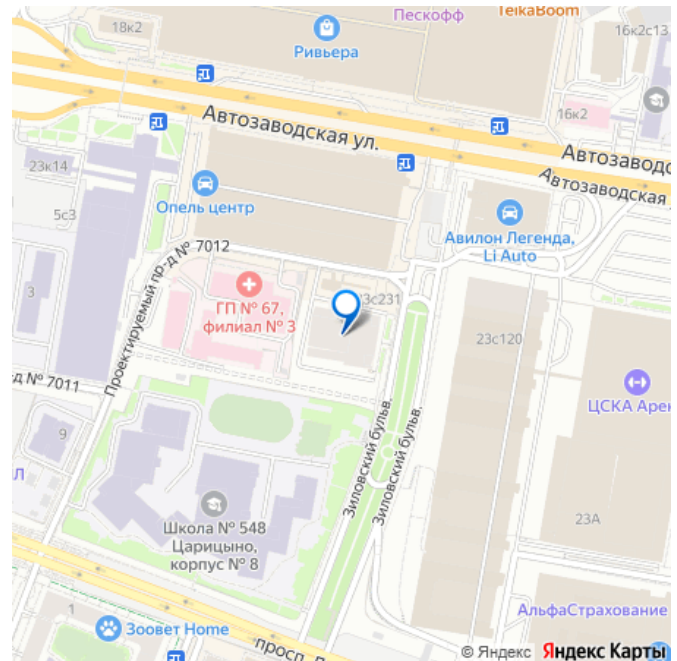 18к2
Ривьера
Пескофф
TeikaBoom
16к2с13
16к2
Автозаводская ул.
Автозаводс
Автозаводская
23к14
5с3
Опель центр
Авилон Легенда,
Li Auto
Проектируемый пр-д № 7012
3
ГП № 67,
филиал № 3
23с231
23с120
д № 7011
9
Л
ЦСКА Арен
Зиловский бульв.
Зиловский бульв.
23А
Школа № 548
Царицыно,
корпус № 8
1
Зоовет Home
просп.
АльфаСтрахование
© Яндекс Яндекс Карты